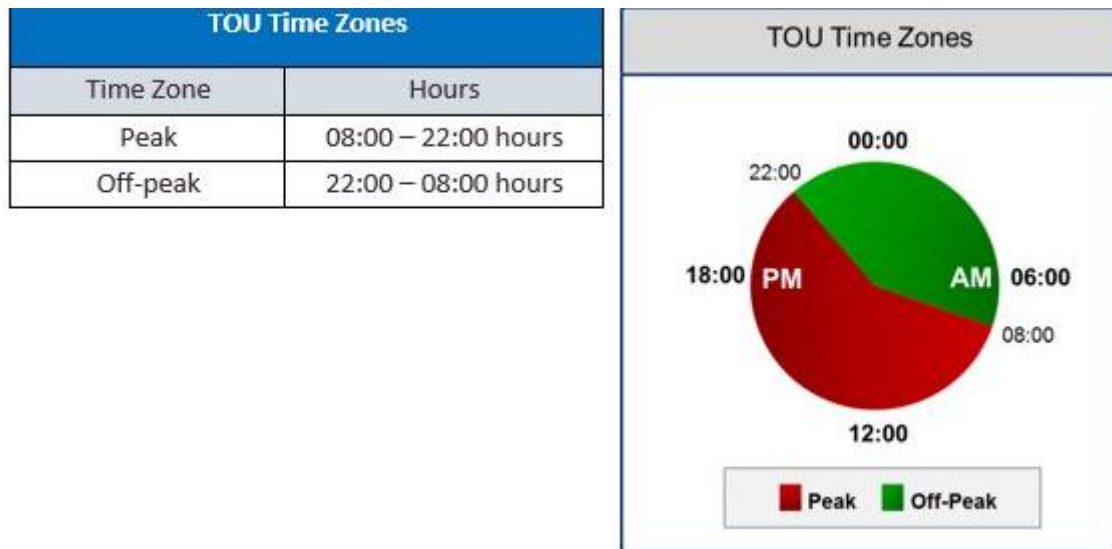 TOU Time Zones
Time Zone Hours
Peak 08:00 – 22:00 hours
Off-peak 22:00 – 08:00 hours
TOU Time Zones
00:00
22:00
18:00 PM AM 06:00
08:00
12:00
Peak Off-Peak